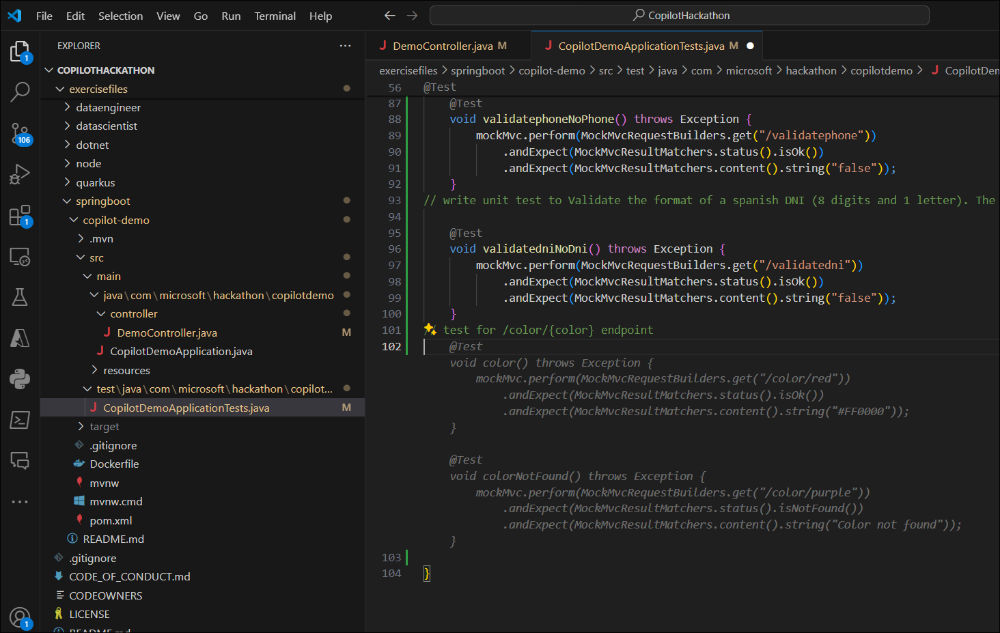 File Edit Selection View Go Run Terminal Help
CopilotHackathon
EXPLORER
COPILOTHACKATHON
exercisefiles
dataengineer
datascientist
dotnet
node
quarkus
springboot
copilot-demo
.mvn
src
main
java\com\microsoft\hackathon\copilotdemo
controller
DemoController.java M
CopilotDemoApplication.java
resources
test\java\com\microsoft\hackathon\copilot...
CopilotDemoApplicationTests.java M
target
.gitignore
Dockerfile
mvnw
mvnw.cmd
pom.xml
README.md
.gitignore
CODE_OF_CONDUCT.md
CODEOWNERS
LICENSE
README.md
1
106
1
1
DemoController.java M
CopilotDemoApplicationTests.java M
exercisefiles > springboot > copilot-demo > src > test > java > com > microsoft > hackathon > copilotdemo > CopilotDem
56 @Test
87 @Test
88 void validatephoneNoPhone() throws Exception {
89 mockMvc.perform(MockMvcRequestBuilders.get("/validatephone"))
90 .andExpect(MockMvcResultMatchers.status().isOk())
91 .andExpect(MockMvcResultMatchers.content().string("false"));
92 }
93 // write unit test to Validate the format of a spanish DNI (8 digits and 1 letter). The
94
95 @Test
96 void validatedniNoDni() throws Exception {
97 mockMvc.perform(MockMvcRequestBuilders.get("/validatedni"))
98 .andExpect(MockMvcResultMatchers.status().isOk())
99 .andExpect(MockMvcResultMatchers.content().string("false"));
100 }
101 // test for /color/{color} endpoint
102 @Test
void color() throws Exception {
mockMvc.perform(MockMvcRequestBuilders.get("/color/red"))
.andExpect(MockMvcResultMatchers.status().isOk())
.andExpect(MockMvcResultMatchers.content().string("#FF0000"));
}
@Test
void colorNotFound() throws Exception {
mockMvc.perform(MockMvcRequestBuilders.get("/color/purple"))
.andExpect(MockMvcResultMatchers.status().isNotFound())
.andExpect(MockMvcResultMatchers.content().string("Color not found"));
}
103
104 }